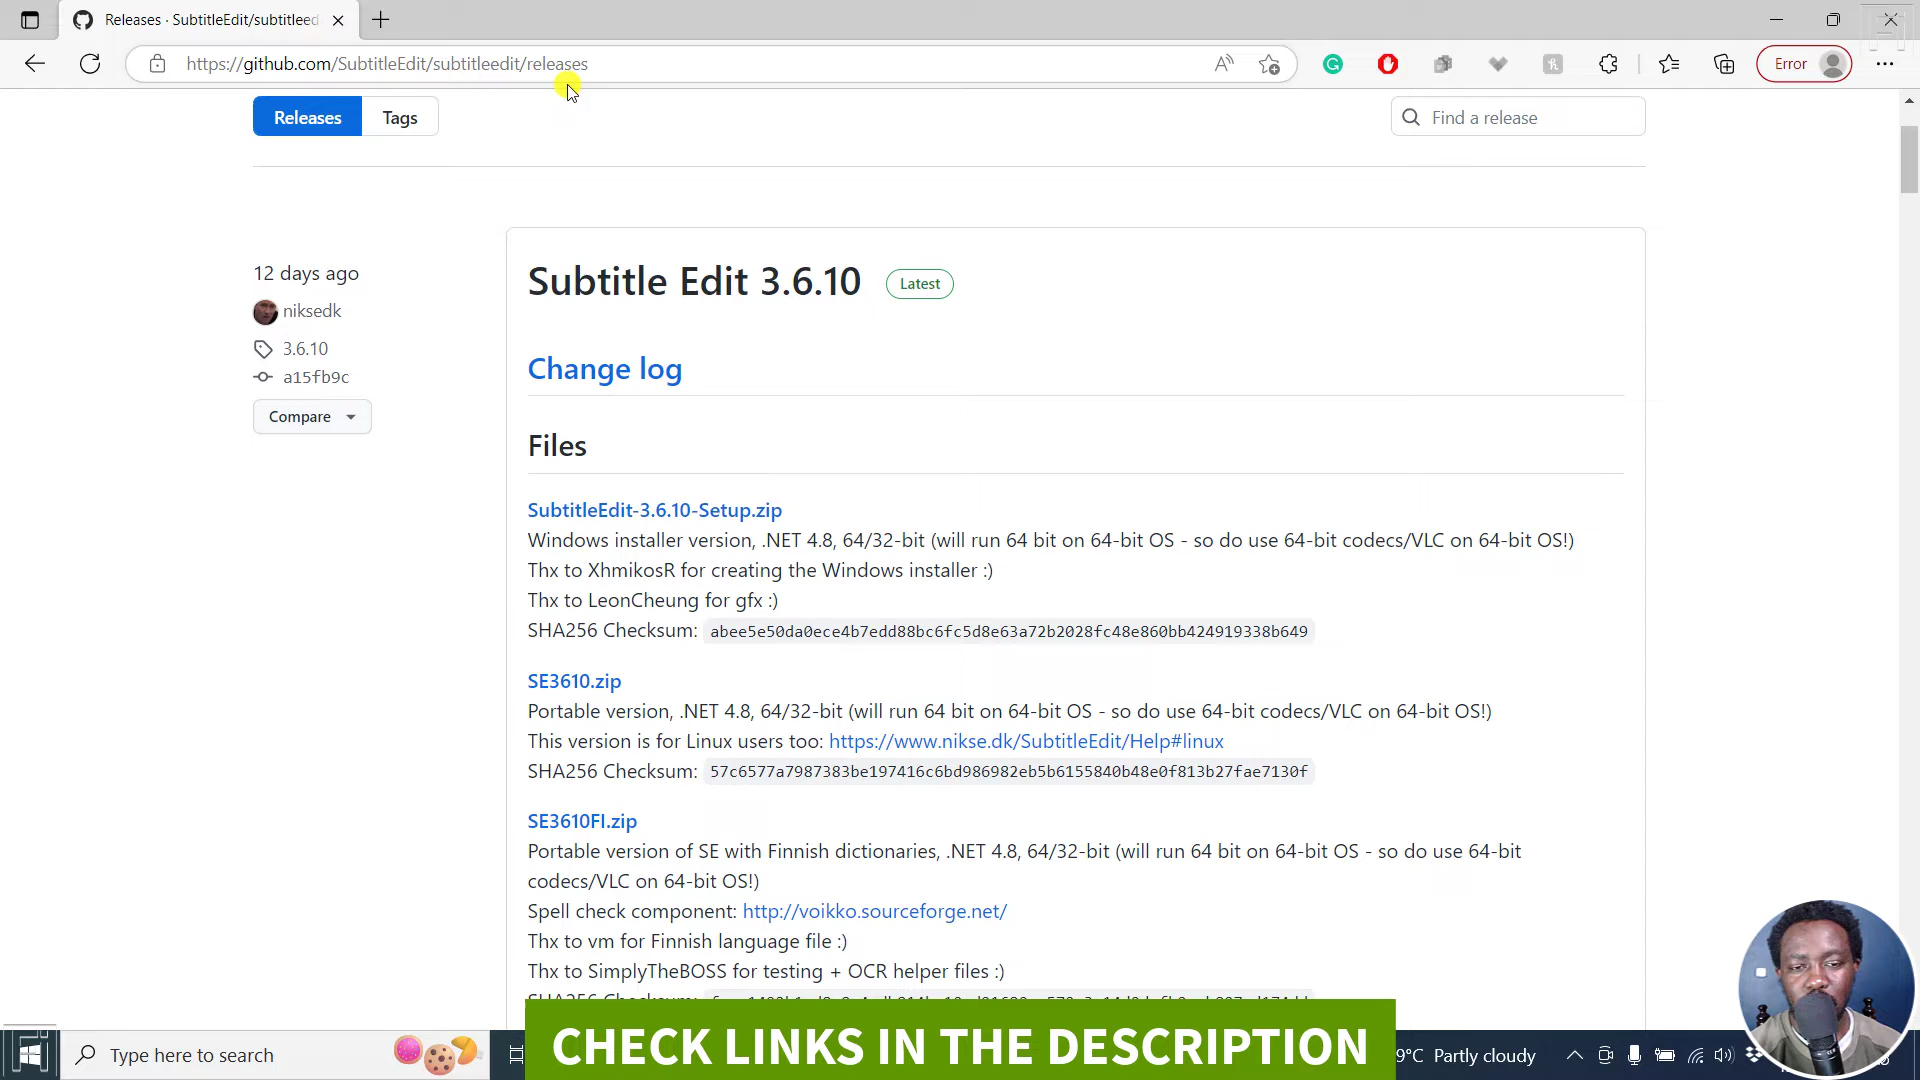 Releases · SubtitleEdit/subtitleed
https://github.com/SubtitleEdit/subtitleedit/releases
Error
Releases
Tags
Find a release
12 days ago
niksedk
3.6.10
a15fb9c
Compare
Subtitle Edit 3.6.10
Latest
Change log
Files
SubtitleEdit-3.6.10-Setup.zip
Windows installer version, .NET 4.8, 64/32-bit (will run 64 bit on 64-bit OS - so do use 64-bit codecs/VLC on 64-bit OS!)
Thx to XhmikosR for creating the Windows installer :)
Thx to LeonCheung for gfx :)
SHA256 Checksum: abee5e50da0ece4b7edd88bc6fc5d8e63a72b2028fc48e860bb424919338b649
SE3610.zip
Portable version, .NET 4.8, 64/32-bit (will run 64 bit on 64-bit OS - so do use 64-bit codecs/VLC on 64-bit OS!)
This version is for Linux users too: https://www.nikse.dk/SubtitleEdit/Help#linux
SHA256 Checksum: 57c6577a7987383be197416c6bd986982eb5b6155840b48e0f813b27fae7130f
SE3610FI.zip
Portable version of SE with Finnish dictionaries, .NET 4.8, 64/32-bit (will run 64 bit on 64-bit OS - so do use 64-bit
codecs/VLC on 64-bit OS!)
Spell check component: http://voikko.sourceforge.net/
Thx to vm for Finnish language file :)
Thx to SimplyTheBOSS for testing + OCR helper files :)
SHA256 Checksum:
CHECK LINKS IN THE DESCRIPTION
Type here to search
9°C Partly cloudy